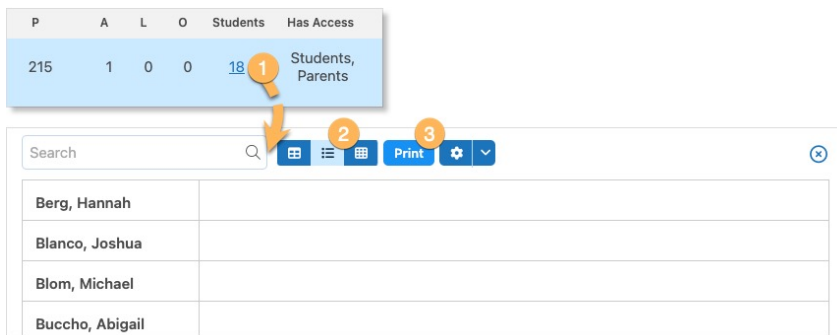 P A L O Students Has Access
215 1 0 0 18 1 Students,
Parents
2 3
Search Print
Berg, Hannah
Blanco, Joshua
Blom, Michael
Buccho, Abigail